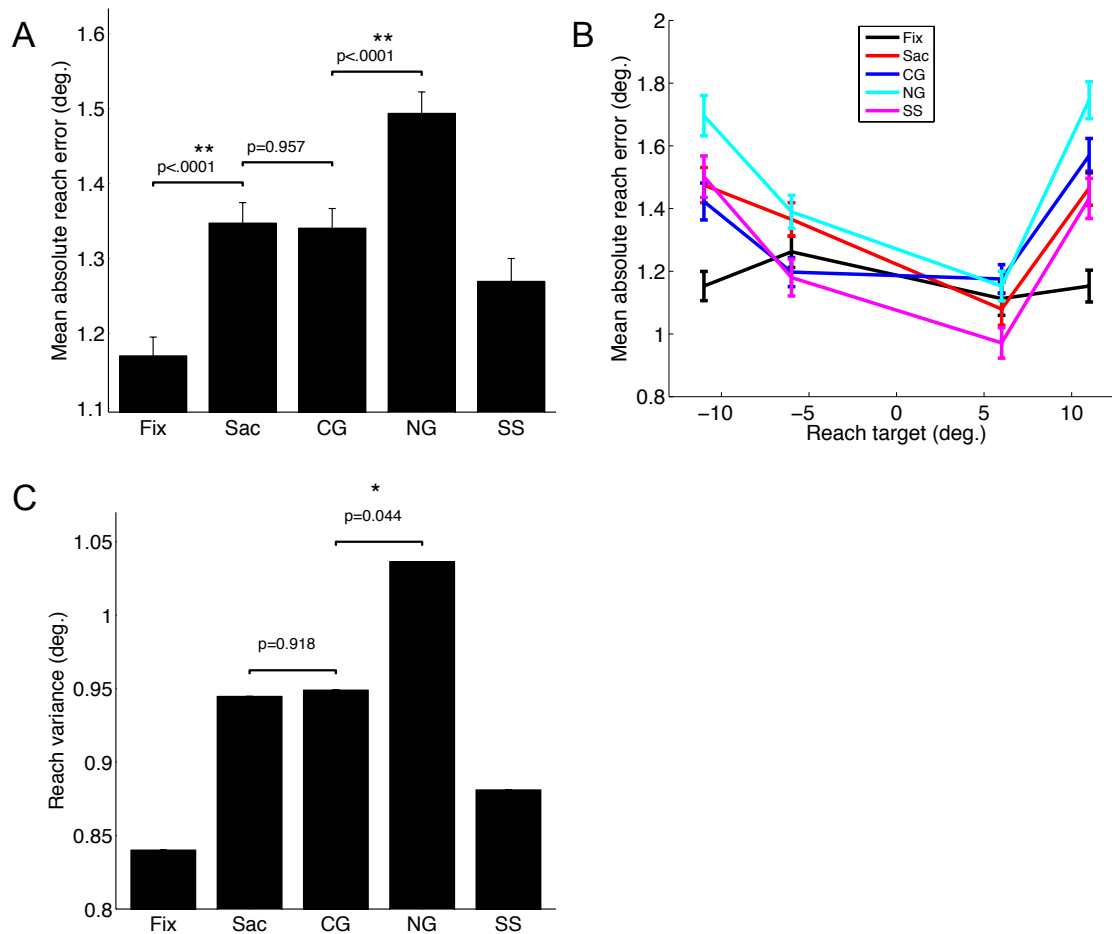 A
Mean absolute reach error (deg.)
1.6
1.5
1.4
1.3
1.2
1.1
**
p<.0001
p=0.957
**
p<.0001
Fix Sac CG NG SS
B
Mean absolute reach error (deg.)
2
1.8
1.6
1.4
1.2
1
0.8
Fix
Sac
CG
NG
SS
−10 −5 0 5 10
Reach target (deg.)
C
Reach variance (deg.)
1.05
1
0.95
0.9
0.85
0.8
*
p=0.044
p=0.918
Fix Sac CG NG SS